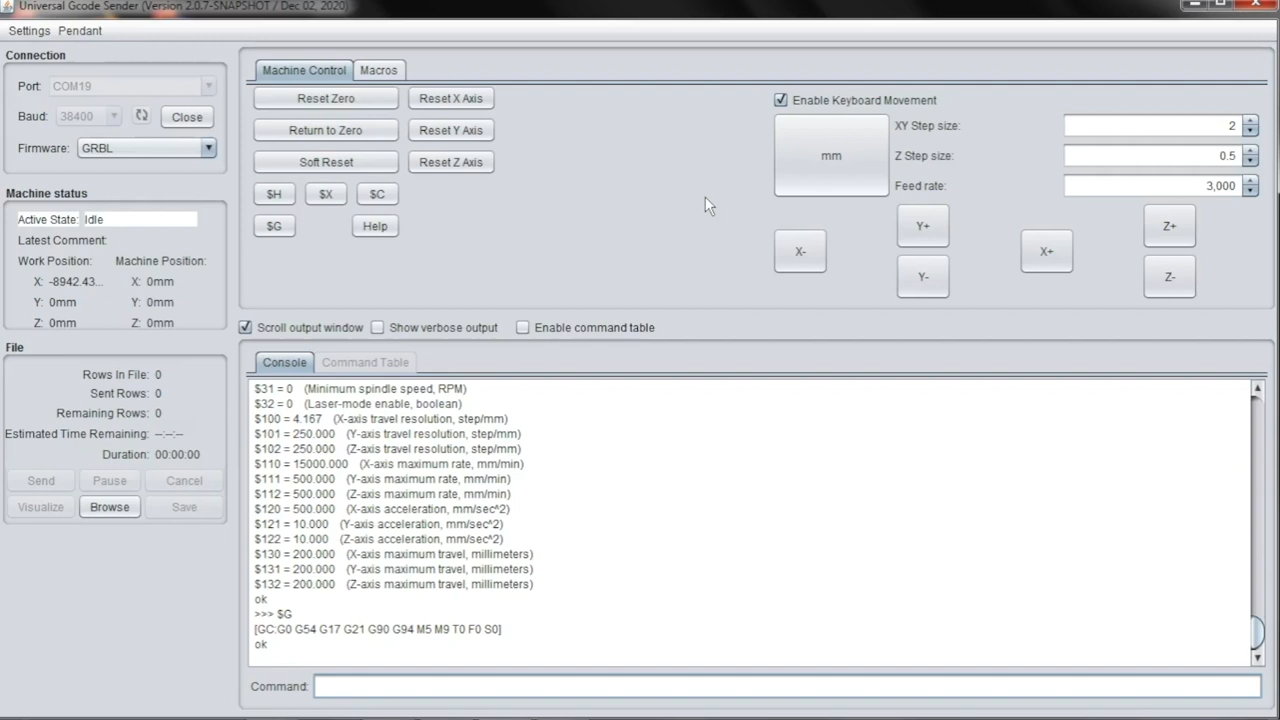 Universal Gcode Sender (Version 2.0.7-SNAPSHOT / Dec 02, 2020)
Settings Pendant
Connection
Port: COM19
Baud: 38400 Close
Firmware: GRBL
Machine status
Active State: Idle
Latest Comment:
Work Position: Machine Position:
X: -8942.43... X: 0mm
Y: 0mm Y: 0mm
Z: 0mm Z: 0mm
File
Rows In File: 0
Sent Rows: 0
Remaining Rows: 0
Estimated Time Remaining: --:--:--
Duration: 00:00:00
Send Pause Cancel
Visualize Browse Save
Machine Control Macros
Reset Zero Reset X Axis
Return to Zero Reset Y Axis
Soft Reset Reset Z Axis
$H $X $C
$G Help
Enable Keyboard Movement
mm
XY Step size: 2
Z Step size: 0.5
Feed rate: 3,000
X- Y+ Y- X+ Z+ Z-
Scroll output window Show verbose output Enable command table
Console Command Table
$31 = 0 (Minimum spindle speed, RPM)
$32 = 0 (Laser-mode enable, boolean)
$100 = 4.167 (X-axis travel resolution, step/mm)
$101 = 250.000 (Y-axis travel resolution, step/mm)
$102 = 250.000 (Z-axis travel resolution, step/mm)
$110 = 15000.000 (X-axis maximum rate, mm/min)
$111 = 500.000 (Y-axis maximum rate, mm/min)
$112 = 500.000 (Z-axis maximum rate, mm/min)
$120 = 500.000 (X-axis acceleration, mm/sec^2)
$121 = 10.000 (Y-axis acceleration, mm/sec^2)
$122 = 10.000 (Z-axis acceleration, mm/sec^2)
$130 = 200.000 (X-axis maximum travel, millimeters)
$131 = 200.000 (Y-axis maximum travel, millimeters)
$132 = 200.000 (Z-axis maximum travel, millimeters)
ok
>>> $G
[GC:G0 G54 G17 G21 G90 G94 M5 M9 T0 F0 S0]
ok
Command: